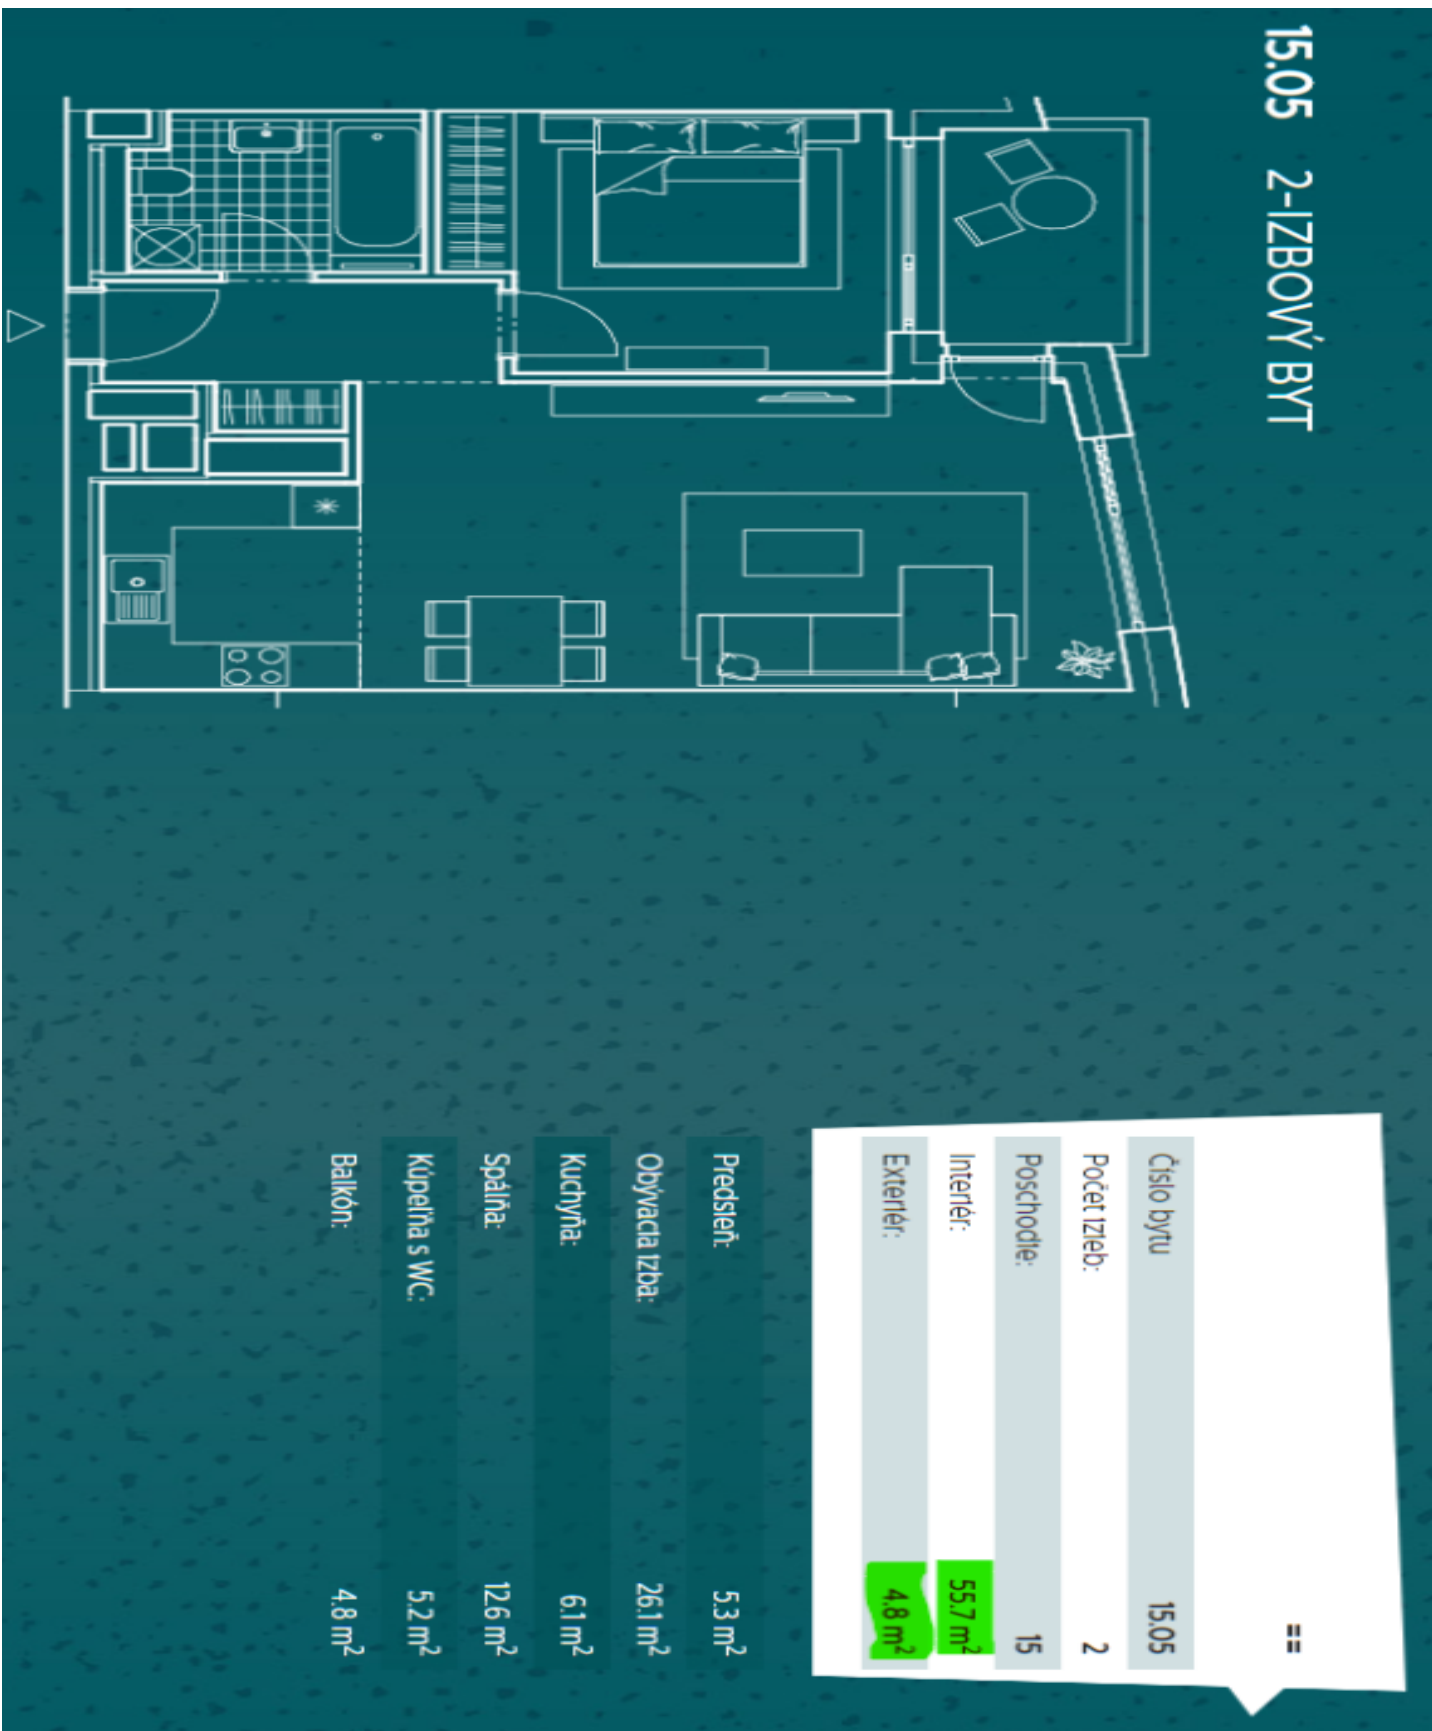 15.05 2-IZBOVÝ BYT
==
Číslo bytu 15.05
Počet izieb: 2
Poschodie: 15
Interiér: 55.7 m²
Exteriér: 4.8 m²
Predsieň: 5.3 m²
Obývacia izba: 26.1 m²
Kuchyňa: 6.1 m²
Spálňa: 12.6 m²
Kúpeľňa s WC: 5.2 m²
Balkón: 4.8 m²